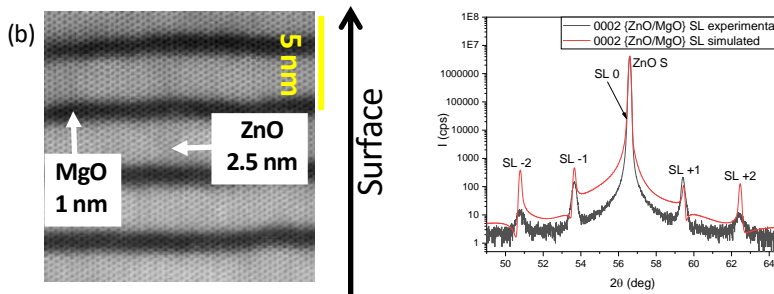 (b)
5 nm
ZnO
2.5 nm
MgO
1 nm
Surface
1E8
1E7
1000000
100000
10000
1000
100
10
1
I (cps)
0002 {ZnO/MgO} SL experimenta
0002 {ZnO/MgO} SL simulated
ZnO S
SL 0
SL -2
SL -1
SL +1
SL +2
50 52 54 56 58 60 62 64
2θ (deg)